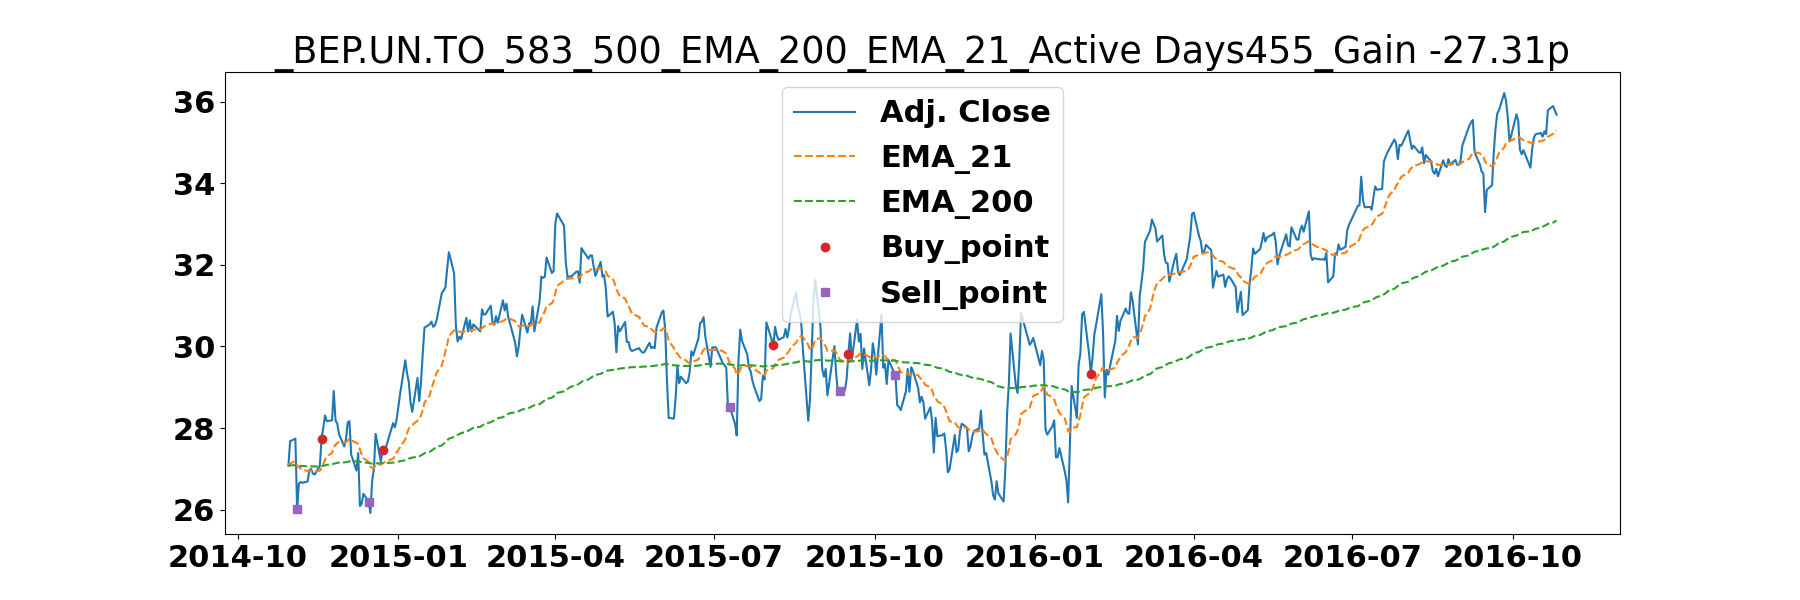 _BEP.UN.TO_583_500_EMA_200_EMA_21_Active Days455_Gain -27.31p
36
34
32
30
28
26
Adj. Close
EMA_21
EMA_200
Buy_point
Sell_point
2014-10 2015-01 2015-04 2015-07 2015-10 2016-01 2016-04 2016-07 2016-10